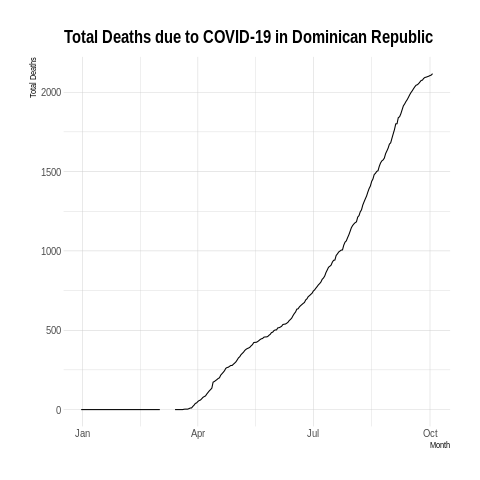 Total Deaths due to COVID-19 in Dominican Republic
Total Deaths
2000
1500
1000
500
0
Jan Apr Jul Oct
Month